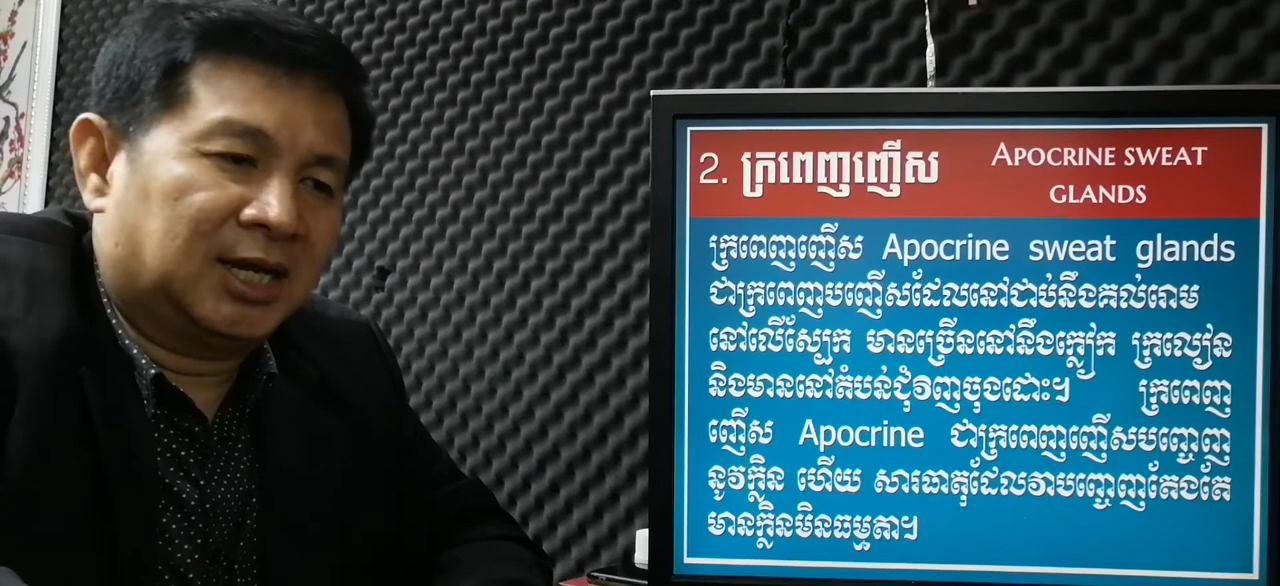 2. ក្រពេញញើស
APOCRINE SWEAT
GLANDS
ក្រពេញញើស Apocrine sweat glands
ជាក្រពេញបញ្ញើសដែលនៅជាប់នឹងគល់រោម
នៅលើស្បែក មានច្រើននៅនឹងក្លៀក ក្រលៀន
និងមាននៅតំបន់ជុំវិញចុងដោះ។ ក្រពេញ
ញើស Apocrine ជាក្រពេញញើសបញ្ចេញ
នូវក្លិន ហើយ សារធាតុដែលវាបញ្ចេញតែងតែ
មានក្លិនមិនធម្មតា។